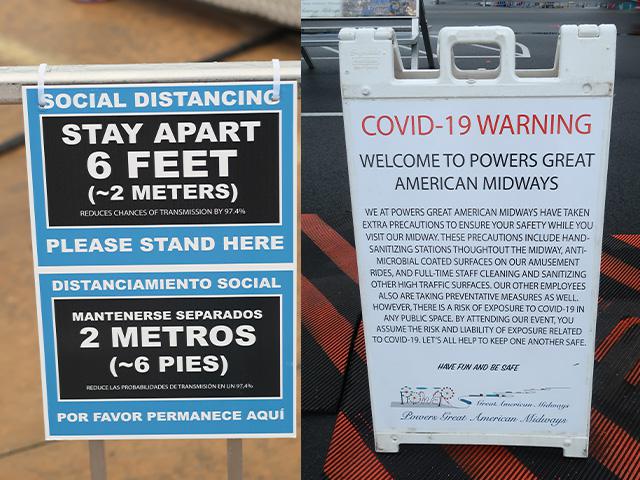 SOCIAL DISTANCING
STAY APART
6 FEET
(~2 METERS)
REDUCES CHANCES OF TRANSMISSION BY 97.4%
PLEASE STAND HERE
DISTANCIAMIENTO SOCIAL
MANTENERSE SEPARADOS
2 METROS
(~6 PIES)
REDUCE LAS PROBABILIDADES DE TRANSMISIÓN EN UN 97.4%
POR FAVOR PERMANECE AQUÍ
COVID-19 WARNING
WELCOME TO POWERS GREAT
AMERICAN MIDWAYS
WE AT POWERS GREAT AMERICAN MIDWAYS HAVE TAKEN
EXTRA PRECAUTIONS TO ENSURE YOUR SAFETY WHILE YOU
VISIT OUR MIDWAY. THESE PRECAUTIONS INCLUDE HAND-
SANITIZING STATIONS THOUGHTOUT THE MIDWAY, ANTI-
MICROBIAL COATED SURFACES ON OUR AMUSEMENT
RIDES, AND FULL-TIME STAFF CLEANING AND SANITIZING
OTHER HIGH TRAFFIC SURFACES. OUR OTHER EMPLOYEES
ALSO ARE TAKING PREVENTATIVE MEASURES AS WELL.
HOWEVER, THERE IS A RISK OF EXPOSURE TO COVID-19 IN
ANY PUBLIC SPACE. BY ATTENDING OUR EVENT, YOU
ASSUME THE RISK AND LIABILITY OF EXPOSURE RELATED
TO COVID-19. LET'S ALL HELP TO KEEP ONE ANOTHER SAFE.
HAVE FUN AND BE SAFE
Great American Midways
Powers Great American Midways